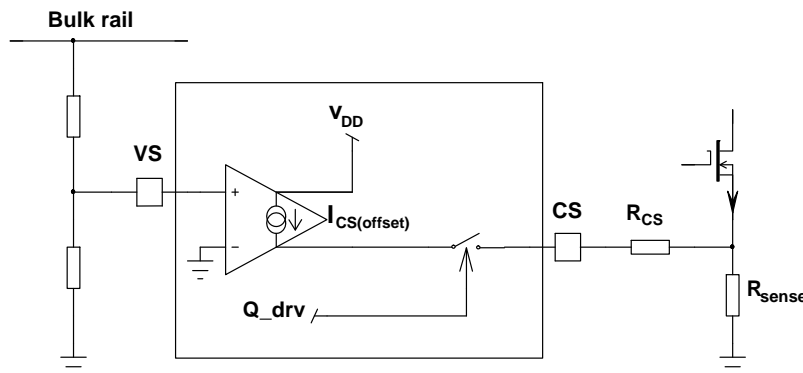 Bulk rail
VS
VDD
+
ICS(offset)
−
CS
RCS
Q_drv
Rsense